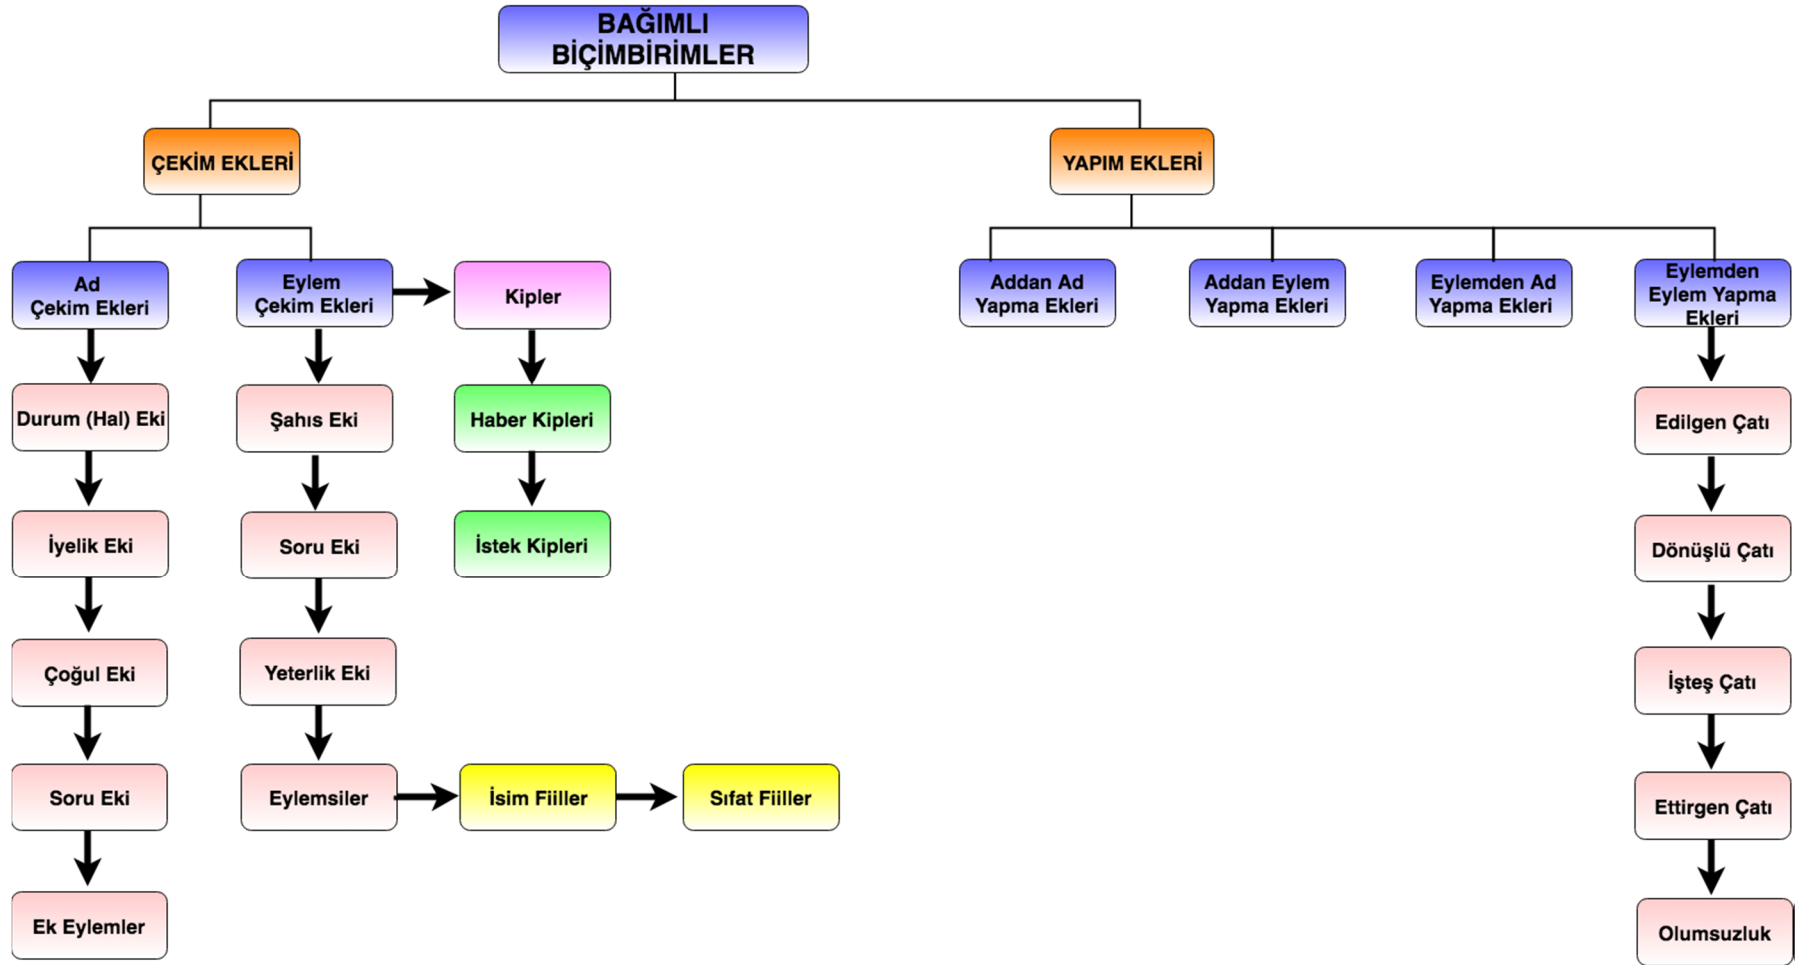 BAĞIMLI
BİÇİMBİRİMLER
ÇEKİM EKLERİ
YAPIM EKLERİ
Ad
Çekim Ekleri
Eylem
Çekim Ekleri
Kipler
Addan Ad
Yapma Ekleri
Addan Eylem
Yapma Ekleri
Eylemden Ad
Yapma Ekleri
Eylemden
Eylem Yapma
Ekleri
Durum (Hal) Eki
Şahıs Eki
Haber Kipleri
Edilgen Çatı
İyelik Eki
Soru Eki
İstek Kipleri
Dönüşlü Çatı
Çoğul Eki
Yeterlik Eki
İşteş Çatı
Soru Eki
Eylemsiler
İsim Fiiller
Sıfat Fiiller
Ettirgen Çatı
Ek Eylemler
Olumsuzluk